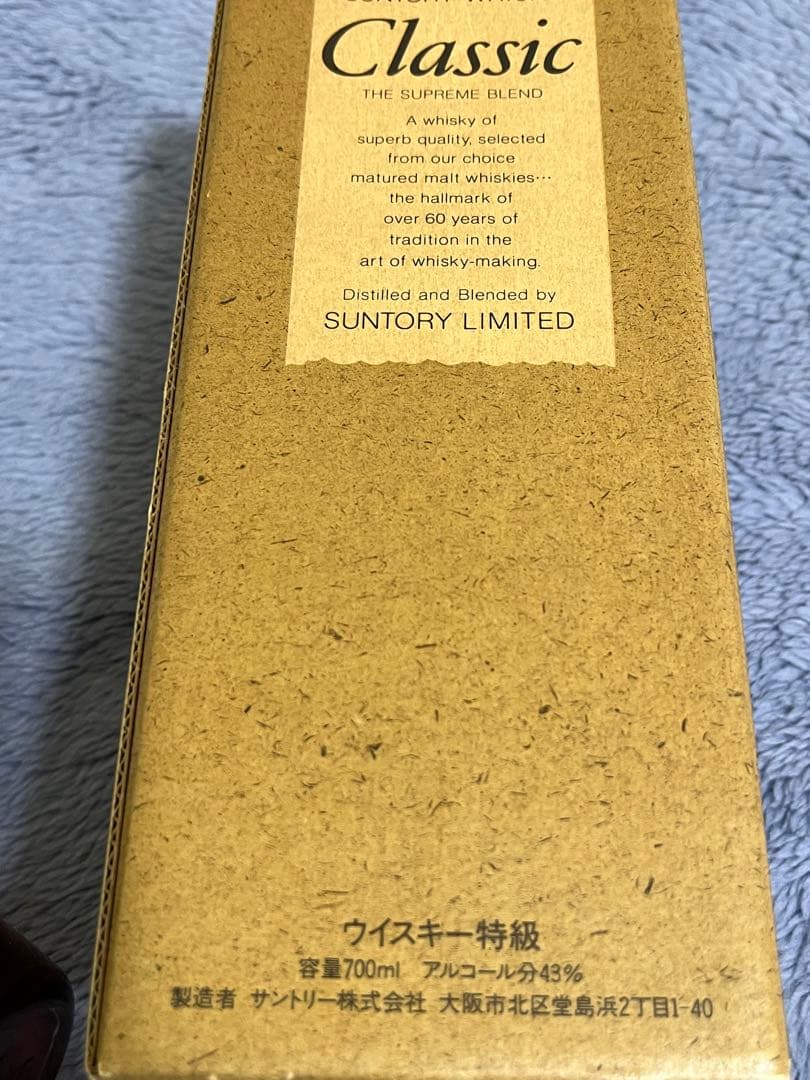 SUNTORY WHISKY
Classic
THE SUPREME BLEND
A whisky of
superb quality, selected
from our choice
matured malt whiskies…
the hallmark of
over 60 years of
tradition in the
art of whisky-making.
Distilled and Blended by
SUNTORY LIMITED
ウイスキー特級
容量700ml アルコール分43%
製造者 サントリー株式会社 大阪市北区堂島浜2丁目1-40